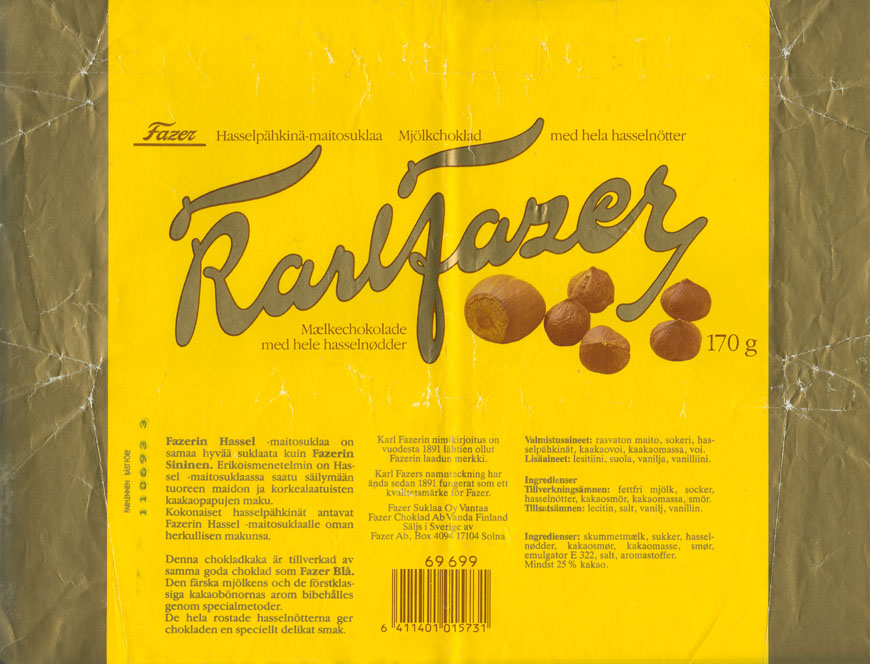 Fazer
Hasselpähkinä-maitosuklaa Mjölkchoklad med hela hasselnötter
Karl Fazer
Mælkechokolade
med hele hasselnødder
170 g
PARH.ENNEN BÄST FÖRE
110693 3
Fazerin Hassel -maitosuklaa on
samaa hyvää suklaata kuin Fazerin
Sininen. Erikoismenetelmin on Has-
sel -maitosuklaassa saatu säilymään
tuoreen maidon ja korkealaatuisten
kaakaopapujen maku.
Kokonaiset hasselpähkinät antavat
Fazerin Hassel -maitosuklaalle oman
herkullisen makunsa.
Denna chokladkaka är tillverkad av
samma goda choklad som Fazer Blå.
Den färska mjölkens och de förstklas-
siga kakaobönornas arom bibehålles
genom specialmetoder.
De hela rostade hasselnötterna ger
chokladen en speciellt delikat smak.
Karl Fazerin nimikirjoitus on
vuodesta 1891 lähtien ollut
Fazerin laadun merkki.
Karl Fazers namnteckning har
ända sedan 1891 fungerat som ett
kvalitetsmärke för Fazer.
Fazer Suklaa Oy Vantaa
Fazer Choklad Ab Vanda Finland
Säljs i Sverige av
Fazer Ab, Box 4094 17104 Solna
69 699
6 411401 015731
Valmistusaineet: rasvaton maito, sokeri, has-
selpähkinät, kaakaovoi, kaakaomassa, voi.
Lisäaineet: lesitiini, suola, vanilja, vanilliini.
Ingredienser
Tillverkningsämnen: fettfri mjölk, socker,
hasselnötter, kakaosmör, kakaomassa, smör.
Tillsatsämnen: lecitin, salt, vanilj, vanillin.
Ingredienser: skummetmælk, sukker, hassel-
nødder, kakaosmør, kakaomasse, smør,
emulgator E 322, salt, aromastoffer.
Mindst 25 % kakao.